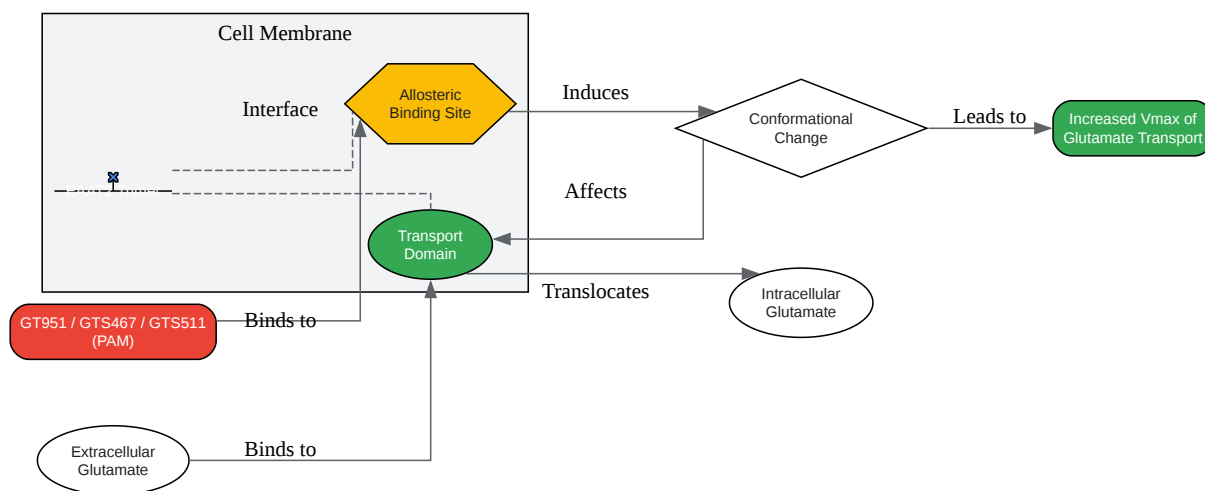 Cell Membrane
Interface
Allosteric
Binding Site
Induces
Conformational
Change
Leads to
Increased Vmax of
Glutamate Transport
Affects
Transport
Domain
Translocates
Intracellular
Glutamate
GT951 / GTS467 / GTS511
(PAM)
Binds to
Extracellular
Glutamate
Binds to